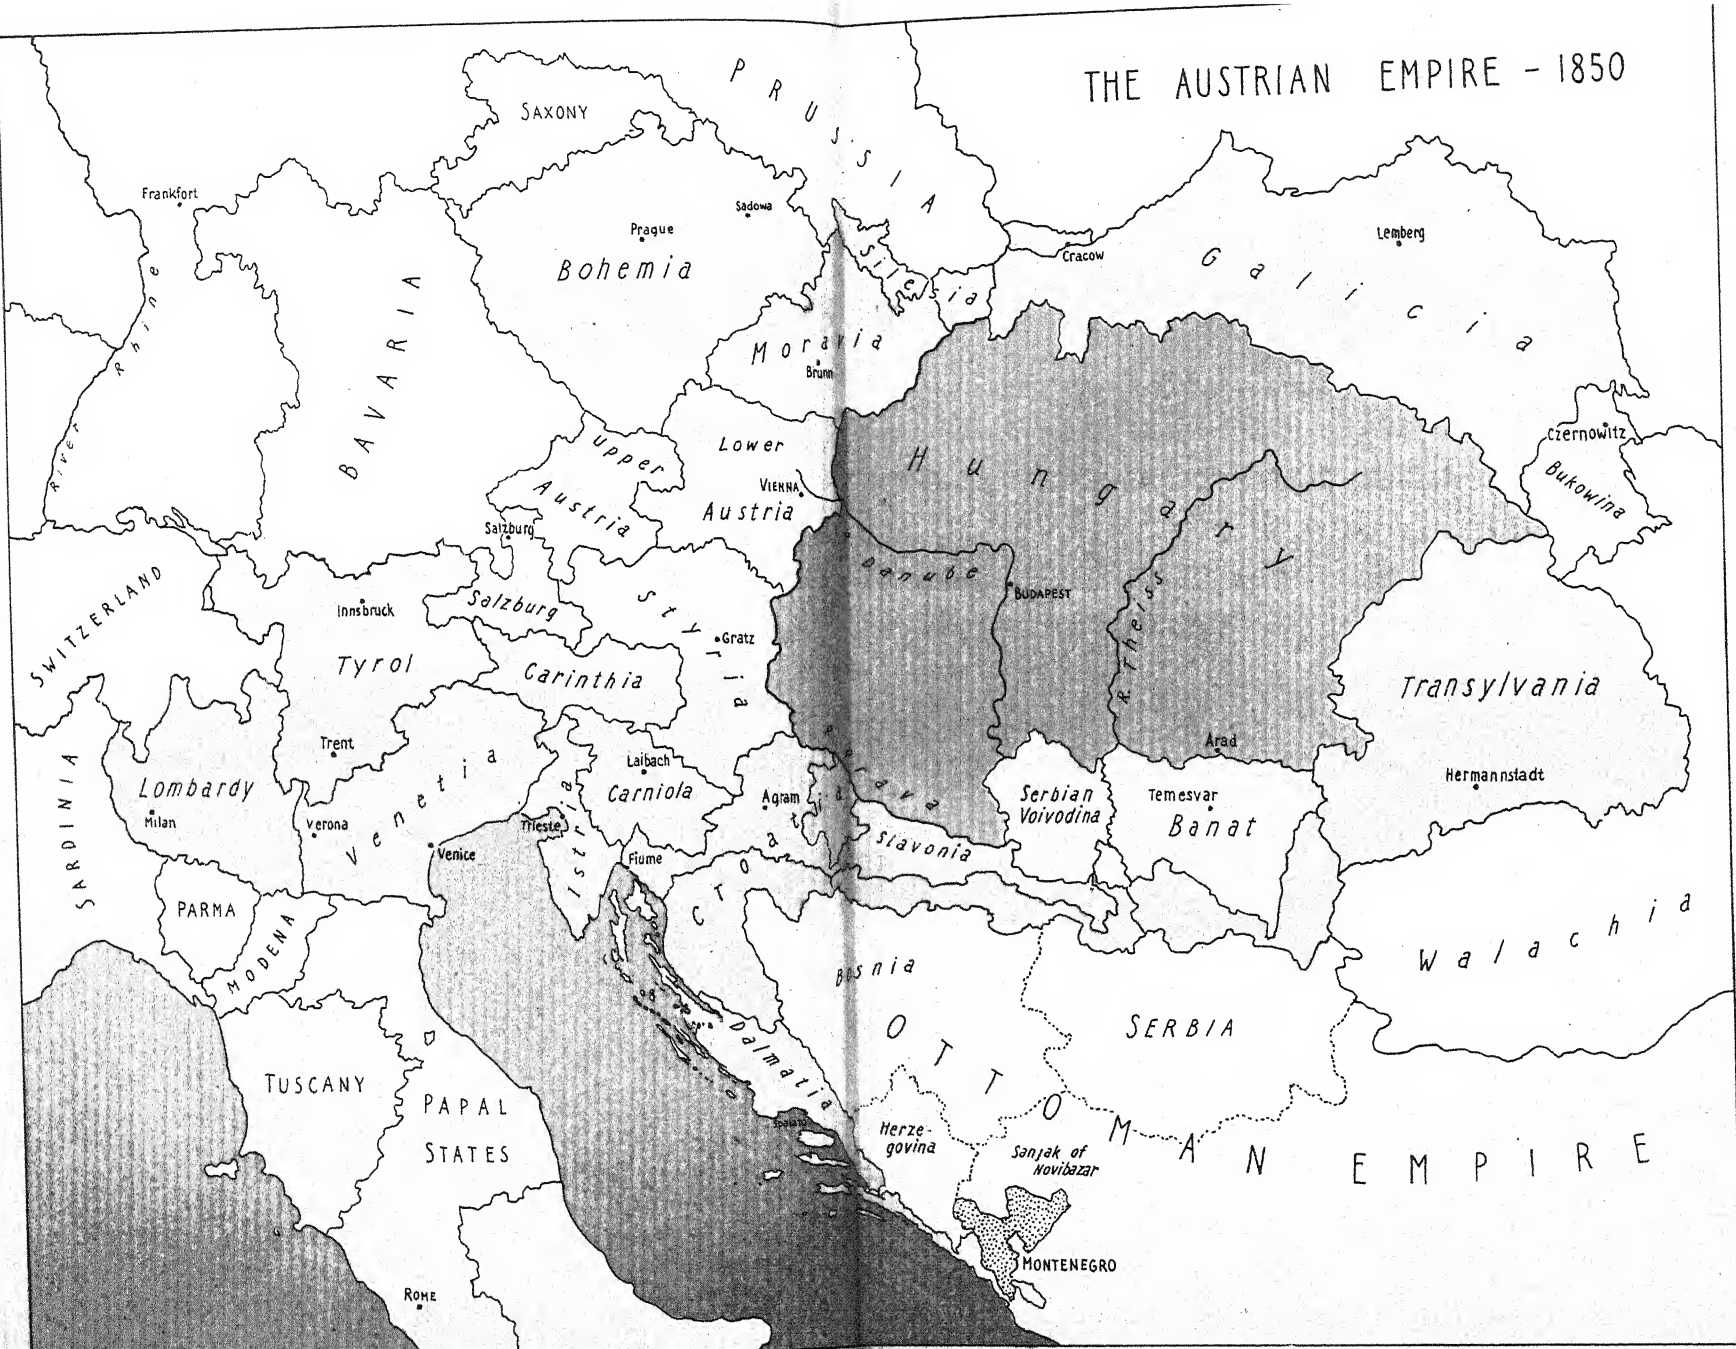 THE AUSTRIAN EMPIRE - 1850
PRUSSIA
SAXONY
Frankfort
Sadowa
Prague
Bohemia
Silesia
Cracow
Lemberg
Galicia
River Rhine
BAVARIA
Moravia
Brünn
Upper
Austria
Lower
Austria
VIENNA
Hungary
Czernowitz
Bukowina
Salzburg
SWITZERLAND
Innsbruck
Salzburg
Styria
Gratz
Danube
BUDAPEST
R. Theiss
Tyrol
Carinthia
Transylvania
Trent
Laibach
Carniola
Arad
Hermannstadt
SARDINIA
Lombardy
Milan
Verona
Venetia
Venice
Trieste
Istria
Fiume
Agram
Croatia
R. Drava
Slavonia
Serbian
Voivodina
Temesvar
Banat
PARMA
MODENA
Bosnia
Walachia
Dalmatia
SERBIA
TUSCANY
PAPAL
STATES
OTTOMAN EMPIRE
Spalato
Herze-
govina
Sanjak of
Novibazar
MONTENEGRO
ROME